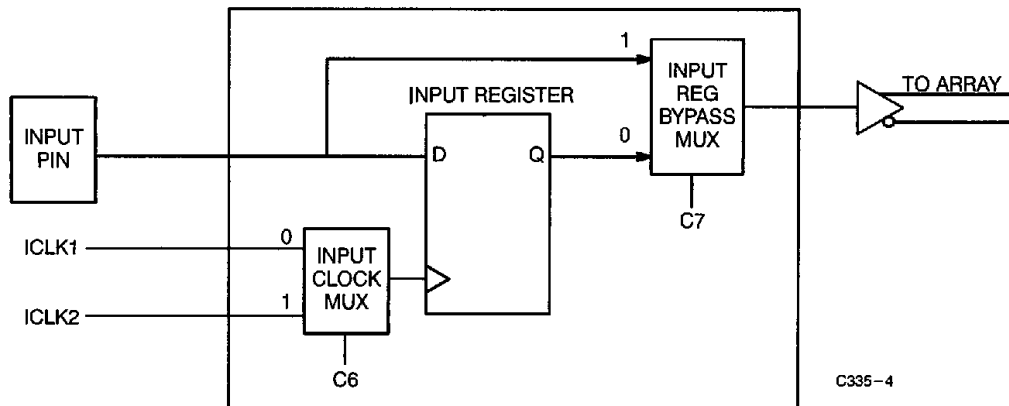 1
INPUT
REG
BYPASS
MUX
TO ARRAY
INPUT REGISTER
INPUT
PIN
D
Q
0
C7
ICLK1
0
INPUT
CLOCK
MUX
ICLK2
1
C6
C335-4